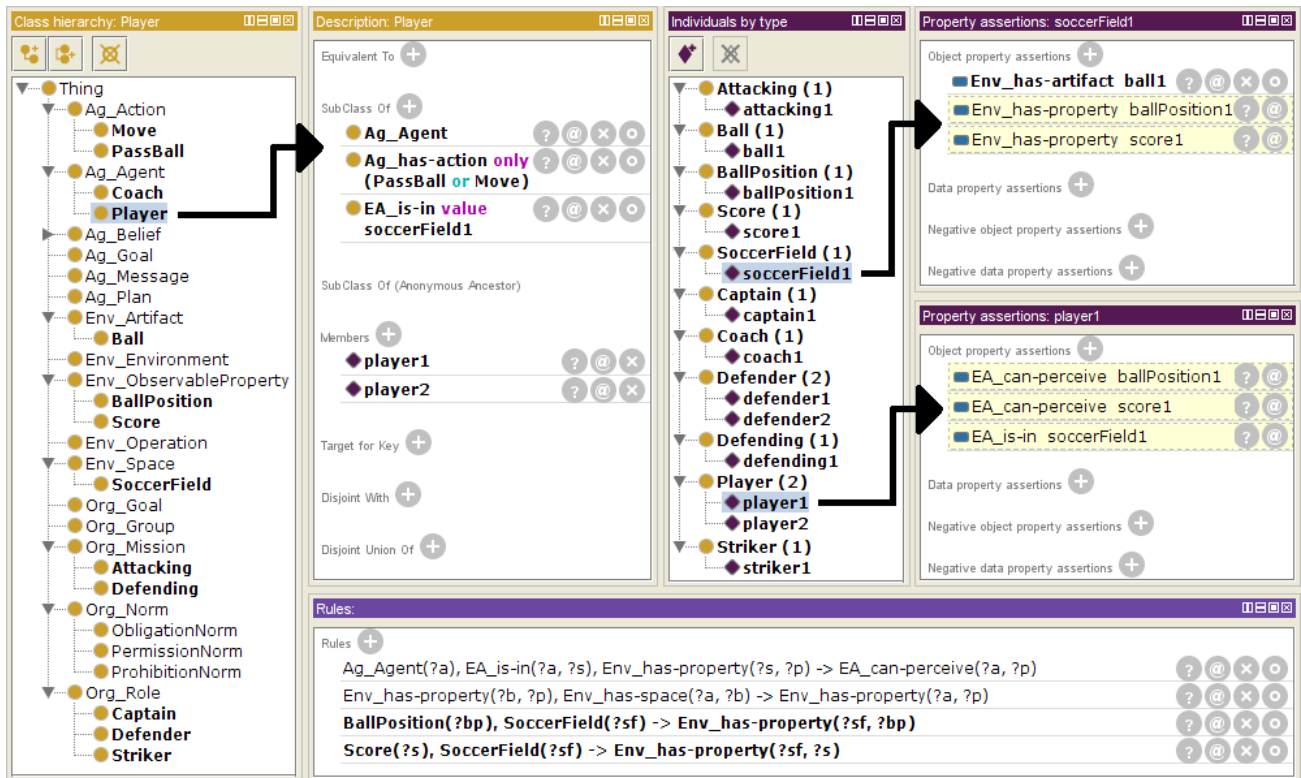 Class hierarchy: Player
Thing
Ag_Action
Move
PassBall
Ag_Agent
Coach
Player
Ag_Belief
Ag_Goal
Ag_Message
Ag_Plan
Env_Artifact
Ball
Env_Environment
Env_ObservableProperty
BallPosition
Score
Env_Operation
Env_Space
SoccerField
Org_Goal
Org_Group
Org_Mission
Attacking
Defending
Org_Norm
ObligationNorm
PermissionNorm
ProhibitionNorm
Org_Role
Captain
Defender
Striker
Description: Player
Equivalent To
SubClass Of
Ag_Agent
Ag_has-action only
(PassBall or Move)
EA_is-in value
soccerField1
SubClass Of (Anonymous Ancestor)
Members
player1
player2
Target for Key
Disjoint With
Disjoint Union Of
Individuals by type
Attacking (1)
attacking1
Ball (1)
ball1
BallPosition (1)
ballPosition1
Score (1)
score1
SoccerField (1)
soccerField1
Captain (1)
captain1
Coach (1)
coach1
Defender (2)
defender1
defender2
Defending (1)
defending1
Player (2)
player1
player2
Striker (1)
striker1
Property assertions: soccerField1
Object property assertions
Env_has-artifact ball1
Env_has-property ballPosition1
Env_has-property score1
Data property assertions
Negative object property assertions
Negative data property assertions
Property assertions: player1
Object property assertions
EA_can-perceive ballPosition1
EA_can-perceive score1
EA_is-in soccerField1
Data property assertions
Negative object property assertions
Negative data property assertions
Rules:
Rules
Ag_Agent(?a), EA_is-in(?a, ?s), Env_has-property(?s, ?p) -> EA_can-perceive(?a, ?p)
Env_has-property(?b, ?p), Env_has-space(?a, ?b) -> Env_has-property(?a, ?p)
BallPosition(?bp), SoccerField(?sf) -> Env_has-property(?sf, ?bp)
Score(?s), SoccerField(?sf) -> Env_has-property(?sf, ?s)